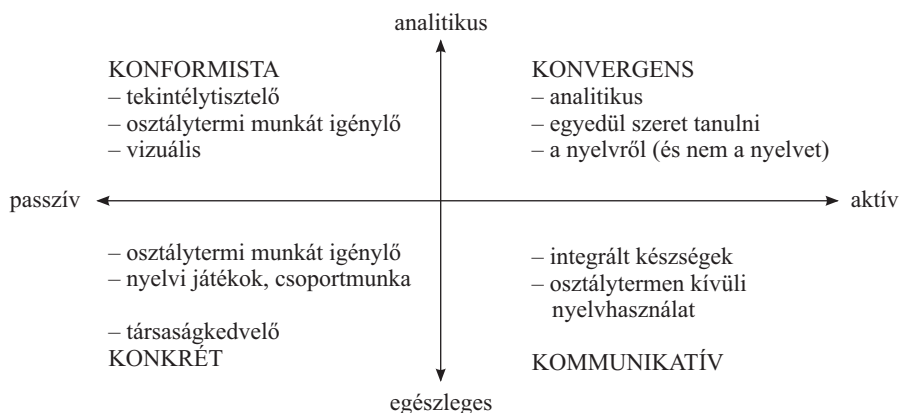 analitikus
KONFORMISTA
– tekintélytisztelő
– osztálytermi munkát igénylő
– vizuális
KONVERGENS
– analitikus
– egyedül szeret tanulni
– a nyelvről (és nem a nyelvet)
passzív
aktív
– osztálytermi munkát igénylő
– nyelvi játékok, csoportmunka
– társaságkedvelő
KONKRÉT
– integrált készségek
– osztálytermen kívüli
nyelvhasználat
KOMMUNIKATÍV
egészleges